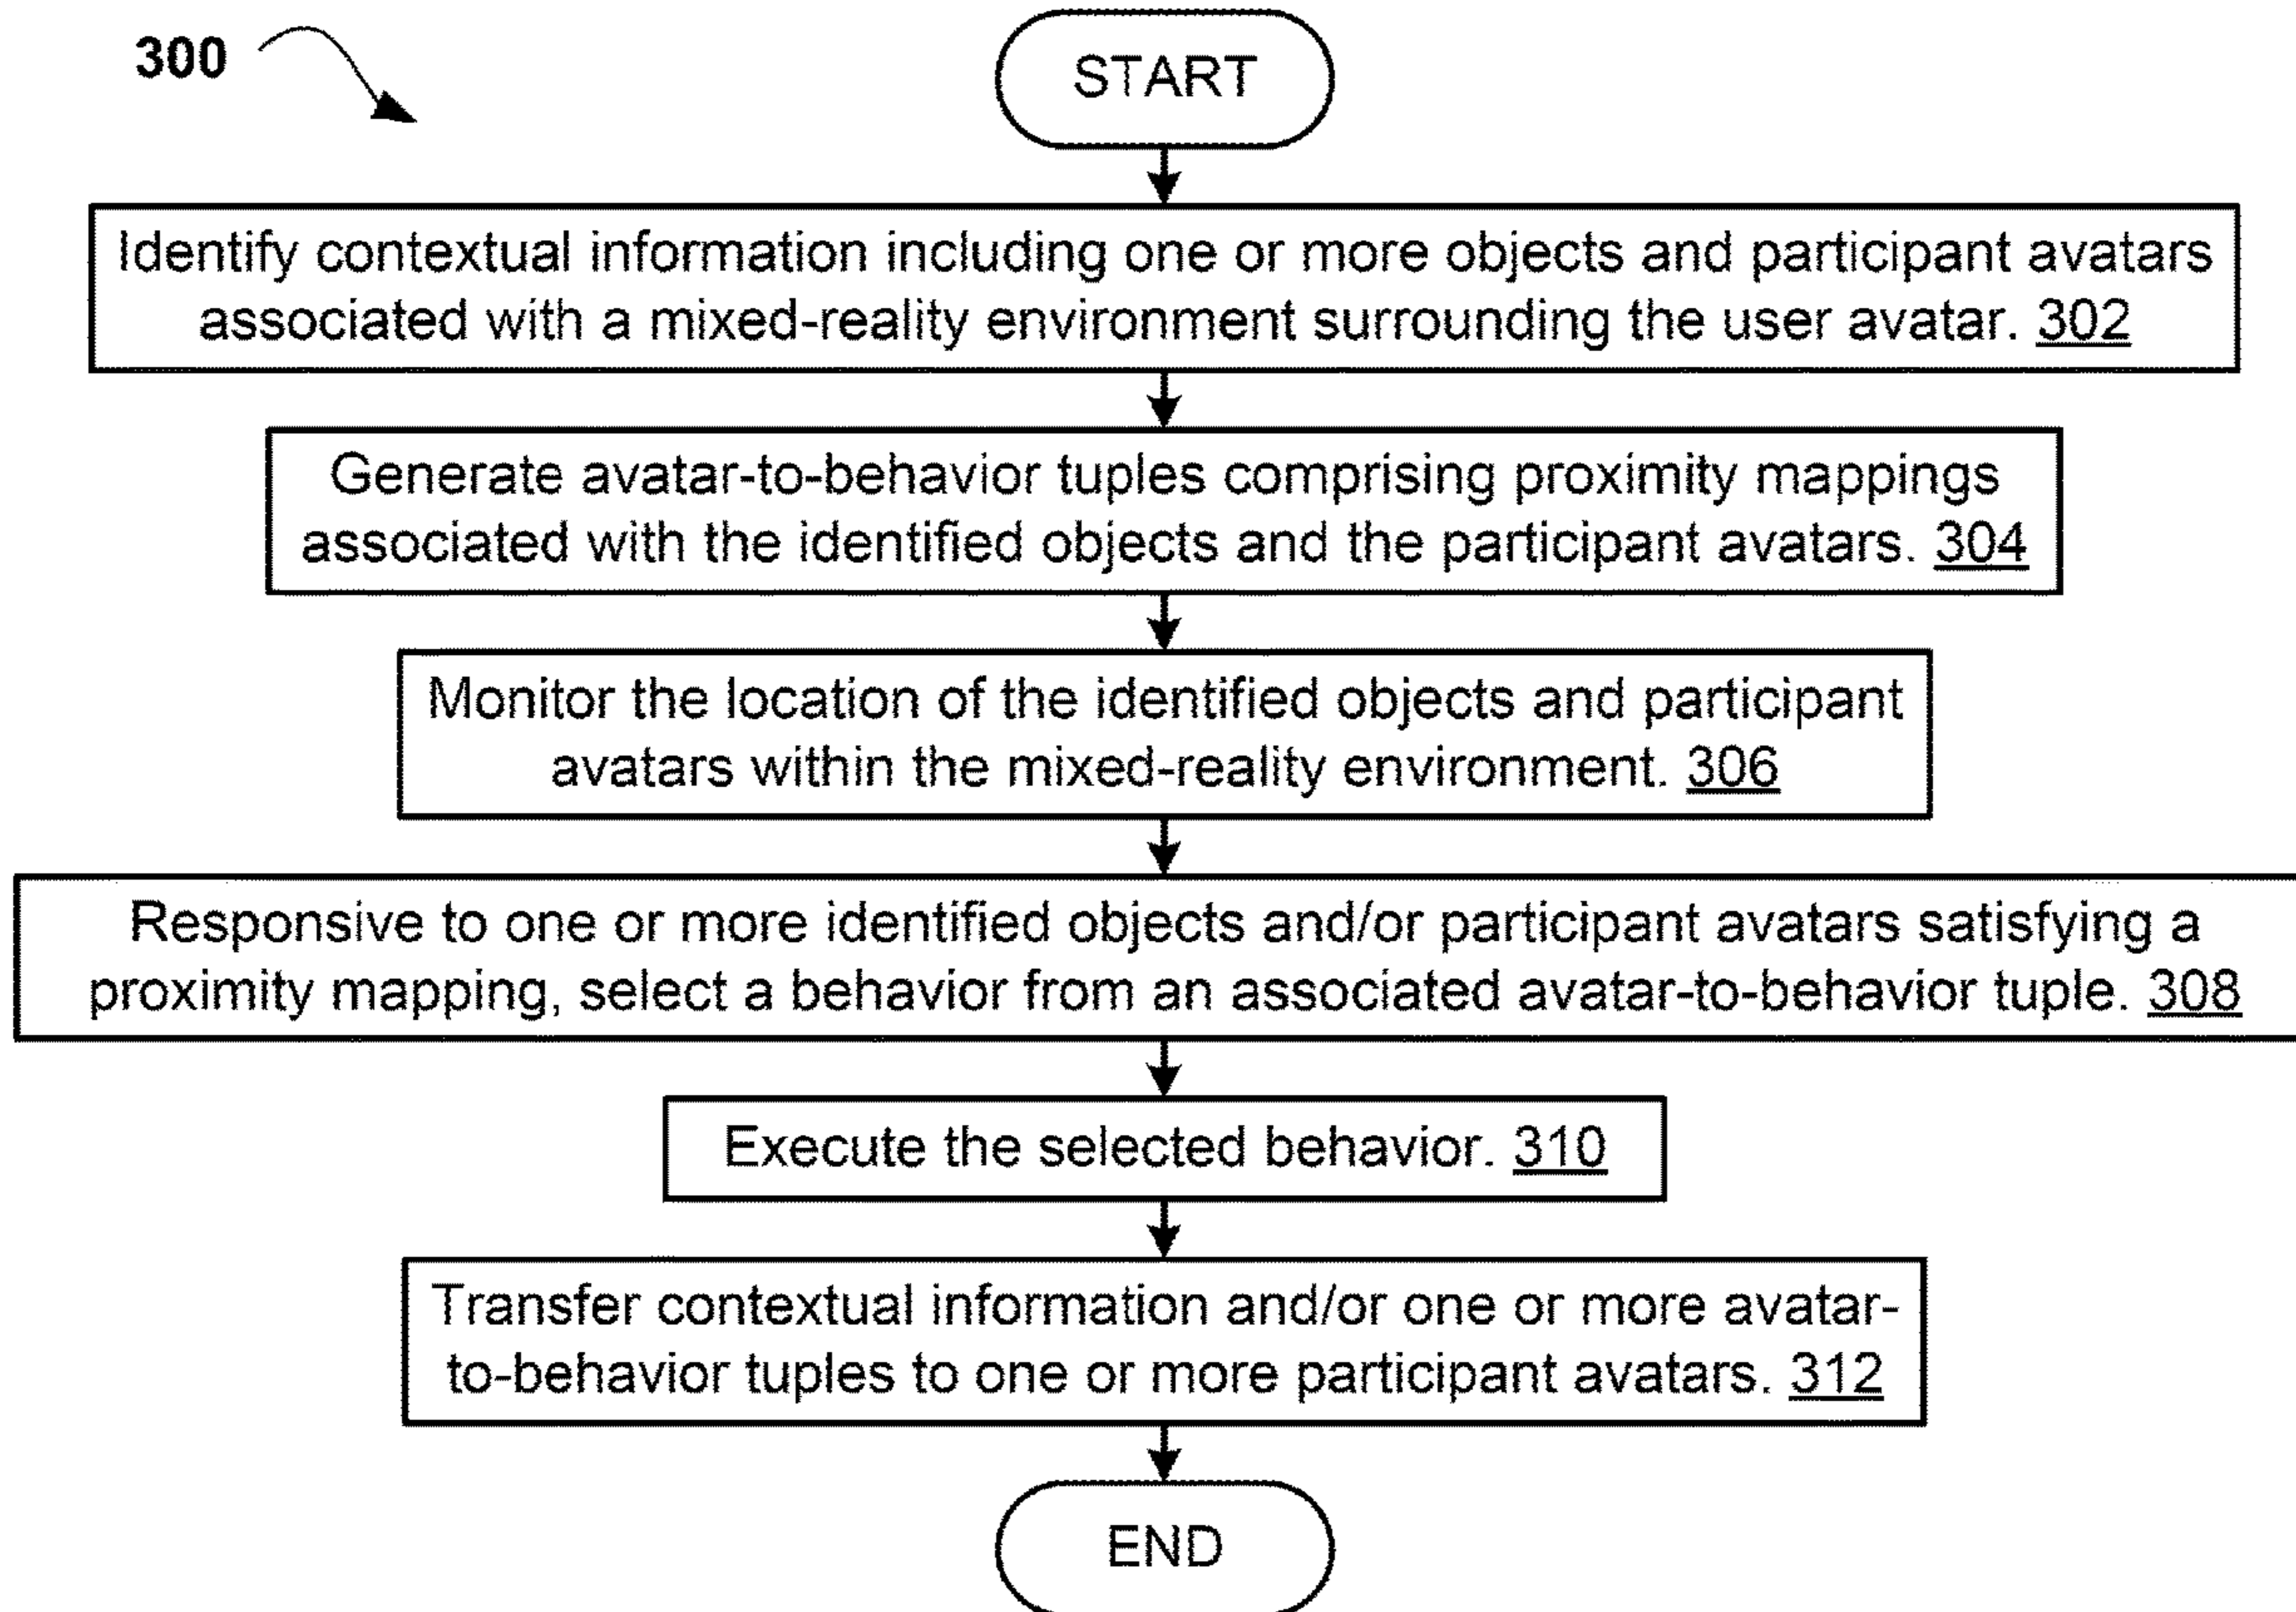 300
START
Identify contextual information including one or more objects and participant avatars
associated with a mixed-reality environment surrounding the user avatar. 302
Generate avatar-to-behavior tuples comprising proximity mappings
associated with the identified objects and the participant avatars. 304
Monitor the location of the identified objects and participant
avatars within the mixed-reality environment. 306
Responsive to one or more identified objects and/or participant avatars satisfying a
proximity mapping, select a behavior from an associated avatar-to-behavior tuple. 308
Execute the selected behavior. 310
Transfer contextual information and/or one or more avatar-
to-behavior tuples to one or more participant avatars. 312
END